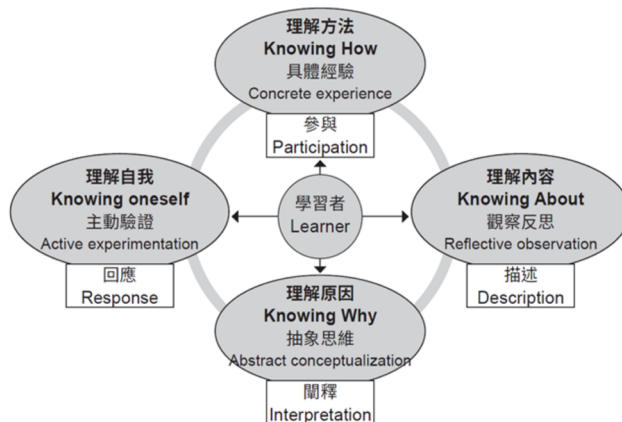 理解方法
Knowing How
具體經驗
Concrete experience
參與
Participation
理解自我
Knowing oneself
主動驗證
Active experimentation
回應
Response
學習者
Learner
理解內容
Knowing About
觀察反思
Reflective observation
描述
Description
理解原因
Knowing Why
抽象思維
Abstract conceptualization
闡釋
Interpretation